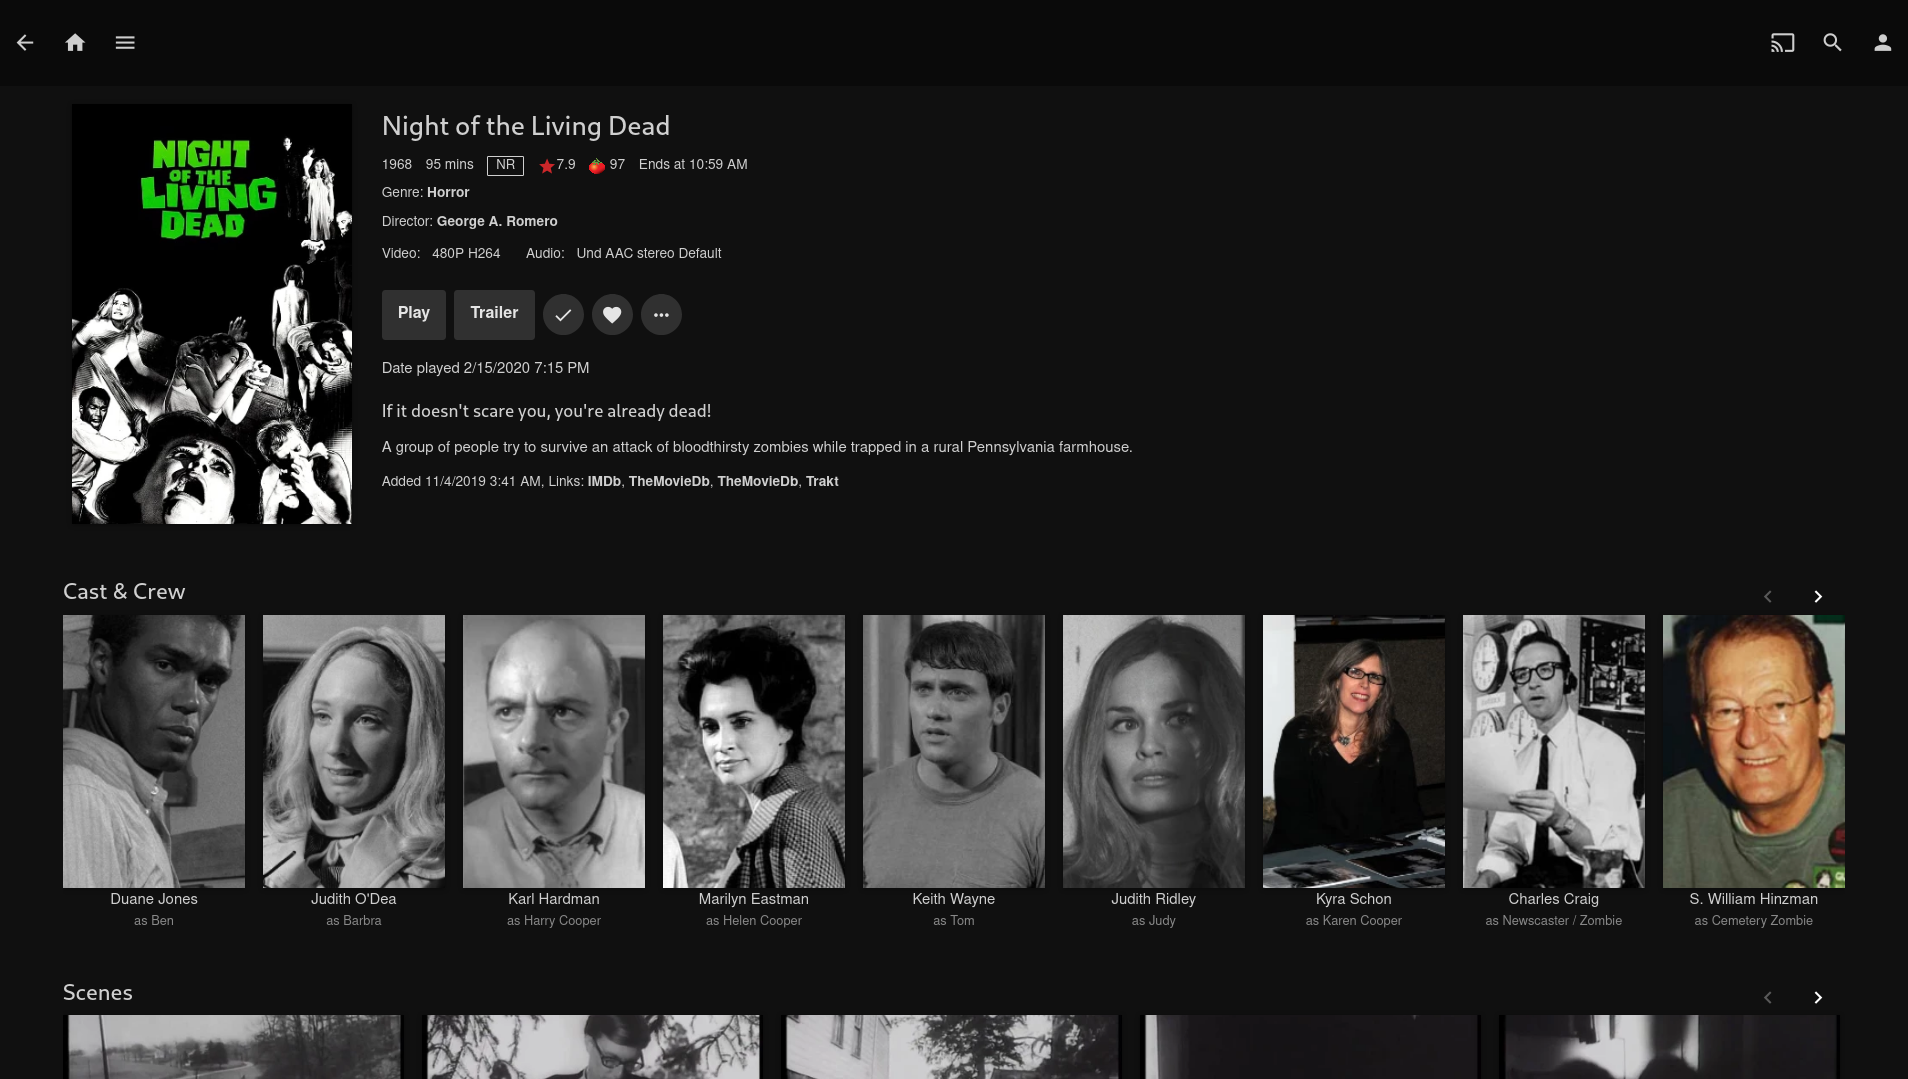 NIGHT
OF THE
LIVING
DEAD
Night of the Living Dead
1968 95 mins NR 7.9 97 Ends at 10:59 AM
Genre: Horror
Director: George A. Romero
Video: 480P H264 Audio: Und AAC stereo Default
Play Trailer
Date played 2/15/2020 7:15 PM
If it doesn't scare you, you're already dead!
A group of people try to survive an attack of bloodthirsty zombies while trapped in a rural Pennsylvania farmhouse.
Added 11/4/2019 3:41 AM, Links: IMDb, TheMovieDb, TheMovieDb, Trakt
Cast & Crew
Duane Jones
as Ben
Judith O'Dea
as Barbra
Karl Hardman
as Harry Cooper
Marilyn Eastman
as Helen Cooper
Keith Wayne
as Tom
Judith Ridley
as Judy
Kyra Schon
as Karen Cooper
Charles Craig
as Newscaster / Zombie
S. William Hinzman
as Cemetery Zombie
Scenes